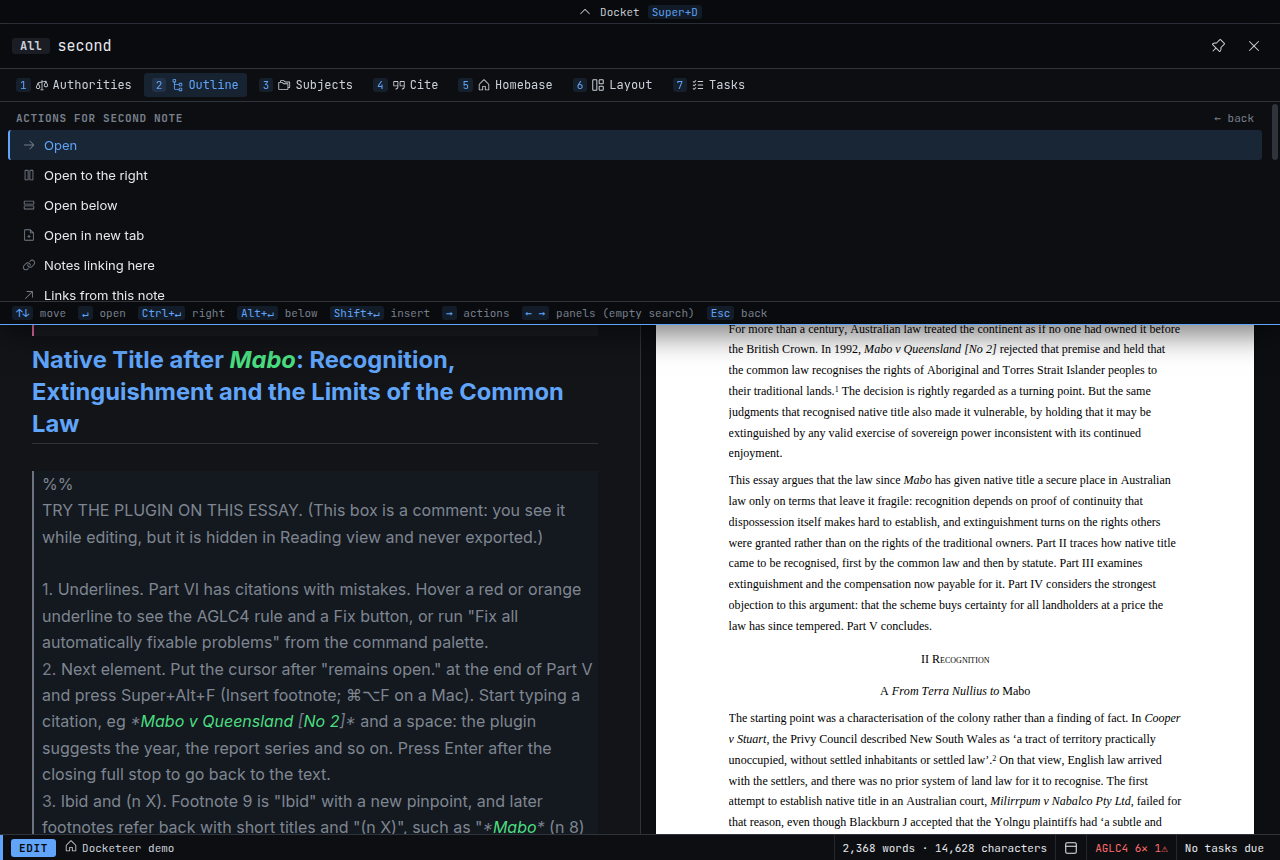 Docket Super+D
All second
1 Authorities 2 Outline 3 Subjects 4 Cite 5 Homebase 6 Layout 7 Tasks
ACTIONS FOR SECOND NOTE ← back
Open
Open to the right
Open below
Open in new tab
Notes linking here
Links from this note
↑↓ move ↵ open Ctrl+↵ right Alt+↵ below Shift+↵ insert → actions ← → panels (empty search) Esc back
Native Title after Mabo: Recognition,
Extinguishment and the Limits of the Common
Law
%%
TRY THE PLUGIN ON THIS ESSAY. (This box is a comment: you see it
while editing, but it is hidden in Reading view and never exported.)
1. Underlines. Part VI has citations with mistakes. Hover a red or orange
underline to see the AGLC4 rule and a Fix button, or run "Fix all
automatically fixable problems" from the command palette.
2. Next element. Put the cursor after "remains open." at the end of Part V
and press Super+Alt+F (Insert footnote; ⌘⌥F on a Mac). Start typing a
citation, eg *Mabo v Queensland [No 2]* and a space: the plugin
suggests the year, the report series and so on. Press Enter after the
closing full stop to go back to the text.
3. Ibid and (n X). Footnote 9 is "Ibid" with a new pinpoint, and later
footnotes refer back with short titles and "(n X)", such as "*Mabo* (n 8)
For more than a century, Australian law treated the continent as if no one had owned it before
the British Crown. In 1992, Mabo v Queensland [No 2] rejected that premise and held that
the common law recognises the rights of Aboriginal and Torres Strait Islander peoples to
their traditional lands.¹ The decision is rightly regarded as a turning point. But the same
judgments that recognised native title also made it vulnerable, by holding that it may be
extinguished by any valid exercise of sovereign power inconsistent with its continued
enjoyment.
This essay argues that the law since Mabo has given native title a secure place in Australian
law only on terms that leave it fragile: recognition depends on proof of continuity that
dispossession itself makes hard to establish, and extinguishment turns on the rights others
were granted rather than on the rights of the traditional owners. Part II traces how native title
came to be recognised, first by the common law and then by statute. Part III examines
extinguishment and the compensation now payable for it. Part IV considers the strongest
objection to this argument: that the scheme buys certainty for all landholders at a price the
law has since tempered. Part V concludes.
II Recognition
A From Terra Nullius to Mabo
The starting point was a characterisation of the colony rather than a finding of fact. In Cooper
v Stuart, the Privy Council described New South Wales as ‘a tract of territory practically
unoccupied, without settled inhabitants or settled law’.² On that view, English law arrived
with the settlers, and there was no prior system of land law for it to recognise. The first
attempt to establish native title in an Australian court, Milirrpum v Nabalco Pty Ltd, failed for
that reason, even though Blackburn J accepted that the Yolngu plaintiffs had ‘a subtle and
EDIT Docketeer demo 2,368 words · 14,628 characters AGLC4 6× 1⚠ No tasks due